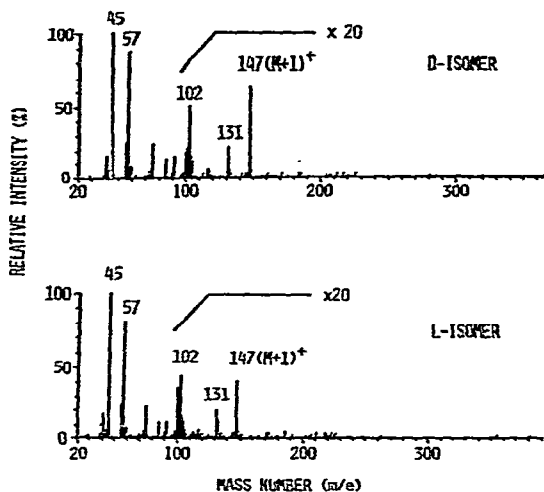 45
57
x 20
147(M+1)+
D-ISOMER
102
131
100
50
0
20
100
200
300
RELATIVE INTENSITY (%)
45
57
x20
L-ISOMER
102
147(M+1)+
131
100
50
0
20
100
200
300
MASS NUMBER (m/e)